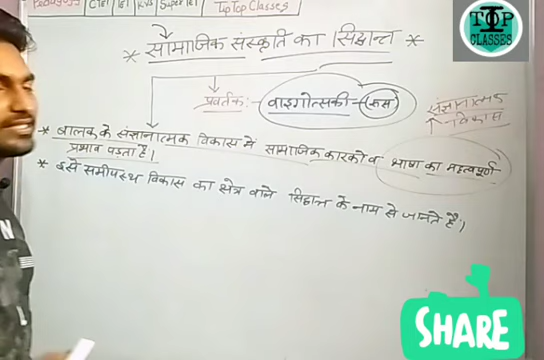 Pedagogy CTET TET KVS Super TET TipTop Classes
TIP
TOP
CLASSES
* सामाजिक संस्कृति का सिद्धान्त *
प्रवर्तक:- वाइगोत्सकी - (रूस)
संज्ञानात्मक
विकास
* बालक के संज्ञानात्मक विकास में सामाजिक कारको व भाषा का महत्वपूर्ण
प्रभाव पड़ता है।
* इसे समीपस्थ विकास का क्षेत्र वाले सिद्धान्त के नाम से जानते है।
SHARE